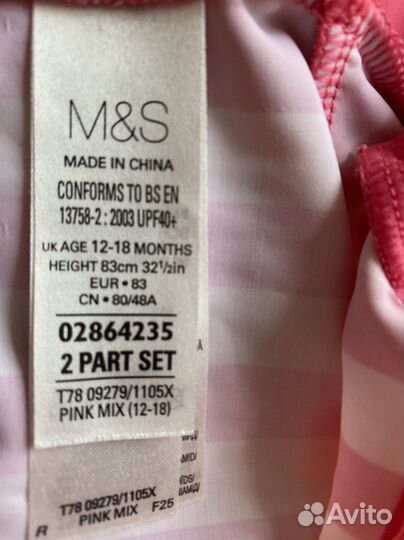 M&S
MADE IN CHINA
CONFORMS TO BS EN
13758-2 : 2003 UPF40+
UK AGE 12-18 MONTHS
HEIGHT 83cm 32½in
EUR • 83
CN • 80/48A
02864235
2 PART SET
T78 09279/1105X
PINK MIX (12-18)
A
AMID/
T78 09279/1105X
PINK MIX F25
R
Avito